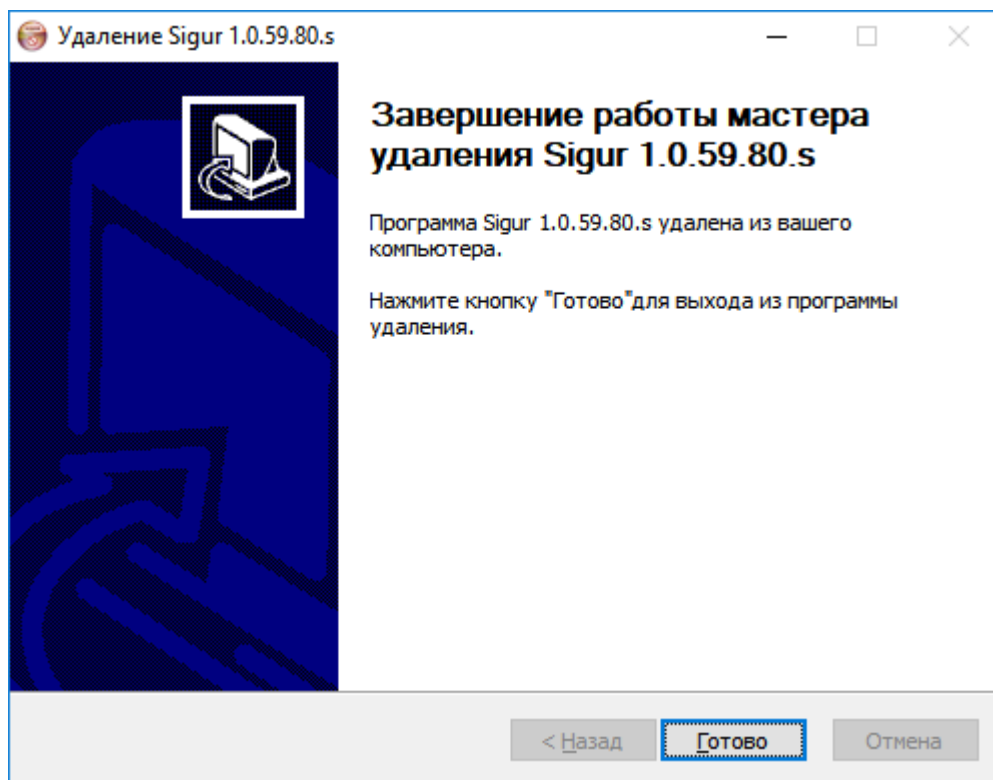 Удаление Sigur 1.0.59.80.s
Завершение работы мастера
удаления Sigur 1.0.59.80.s
Программа Sigur 1.0.59.80.s удалена из вашего
компьютера.
Нажмите кнопку "Готово"для выхода из программы
удаления.
< Назад
Готово
Отмена